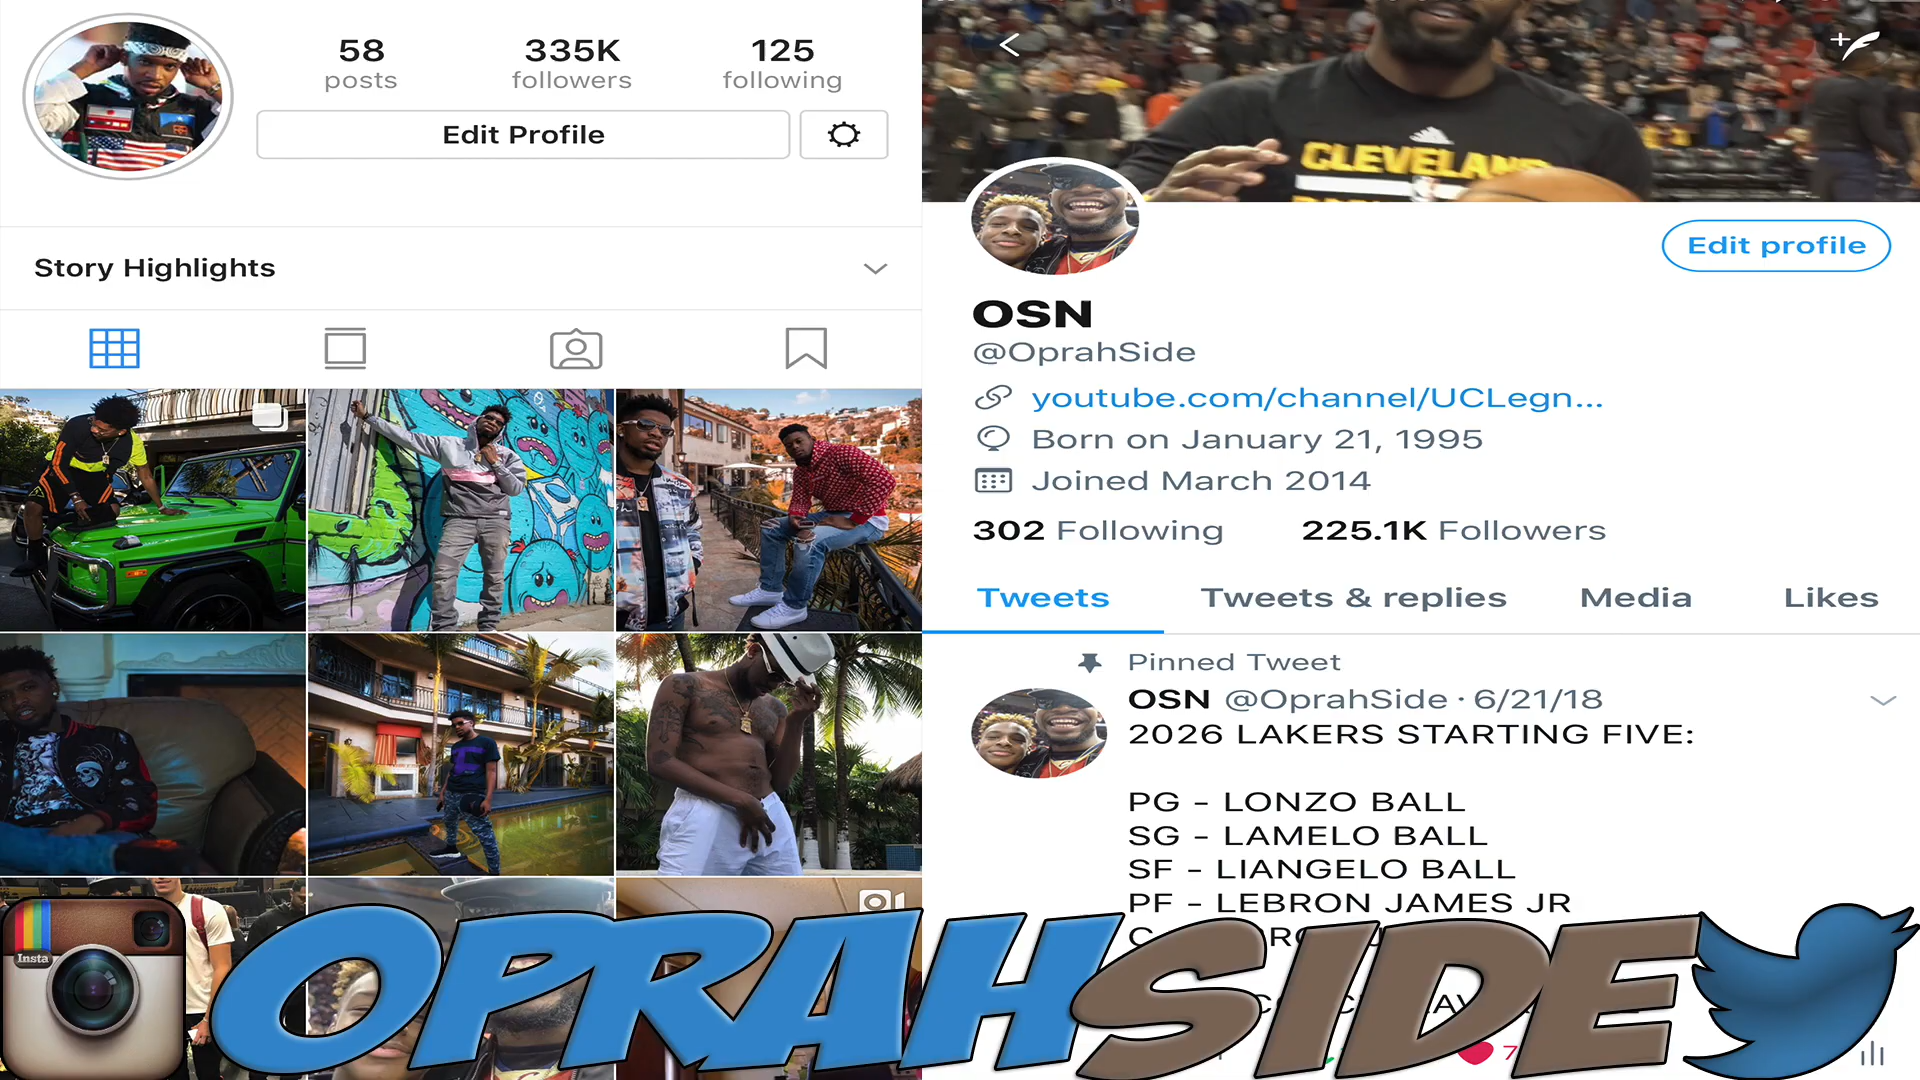 58
posts
335K
followers
125
following
Edit Profile
Story Highlights
CLEVELAND
Edit profile
OSN
@OprahSide
youtube.com/channel/UCLegn...
Born on January 21, 1995
Joined March 2014
302 Following 225.1K Followers
Tweets Tweets & replies Media Likes
Pinned Tweet
OSN @OprahSide · 6/21/18
2026 LAKERS STARTING FIVE:
PG - LONZO BALL
SG - LAMELO BALL
SF - LIANGELO BALL
PF - LEBRON JAMES JR
Insta
OPRAHSIDE